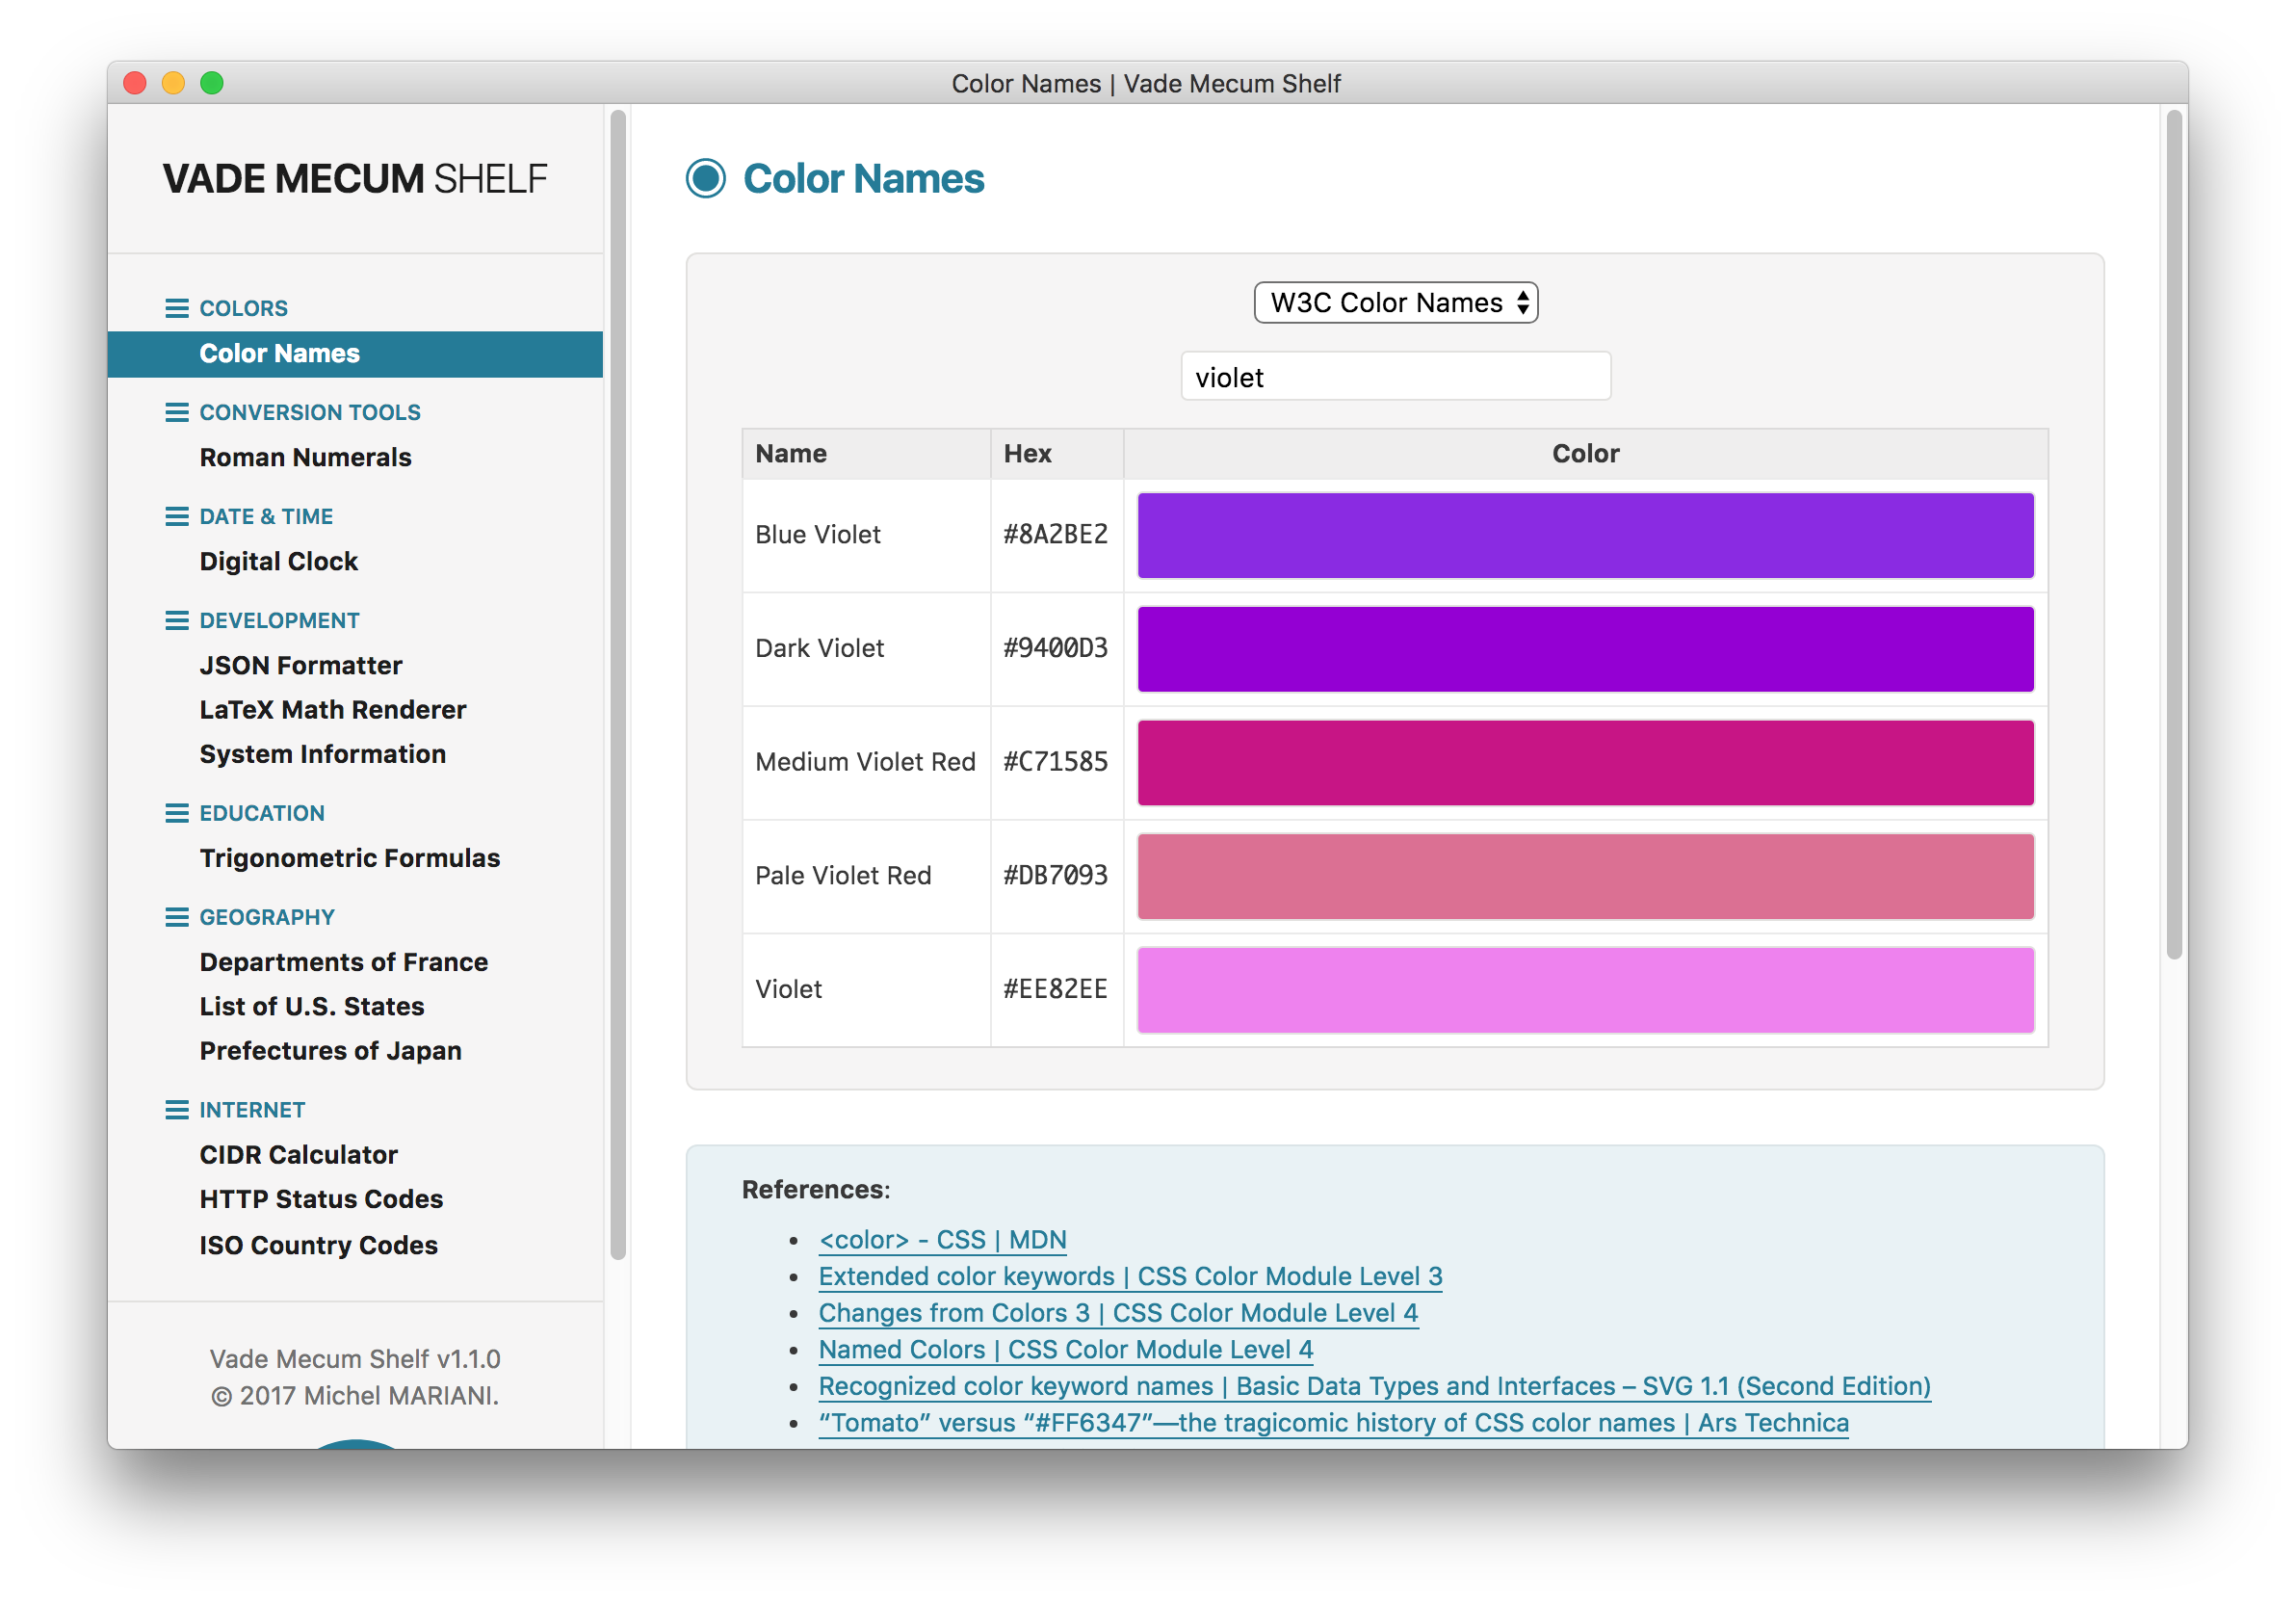 Color Names | Vade Mecum Shelf
VADE MECUM SHELF
COLORS
Color Names
CONVERSION TOOLS
Roman Numerals
DATE & TIME
Digital Clock
DEVELOPMENT
JSON Formatter
LaTeX Math Renderer
System Information
EDUCATION
Trigonometric Formulas
GEOGRAPHY
Departments of France
List of U.S. States
Prefectures of Japan
INTERNET
CIDR Calculator
HTTP Status Codes
ISO Country Codes
Vade Mecum Shelf v1.1.0
© 2017 Michel MARIANI.
Color Names
W3C Color Names
violet
Name Hex Color
Blue Violet #8A2BE2
Dark Violet #9400D3
Medium Violet Red #C71585
Pale Violet Red #DB7093
Violet #EE82EE
References:
• <color> - CSS | MDN
• Extended color keywords | CSS Color Module Level 3
• Changes from Colors 3 | CSS Color Module Level 4
• Named Colors | CSS Color Module Level 4
• Recognized color keyword names | Basic Data Types and Interfaces – SVG 1.1 (Second Edition)
• “Tomato” versus “#FF6347”—the tragicomic history of CSS color names | Ars Technica